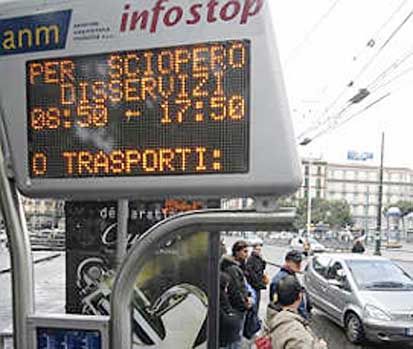 anm
infostop
PER SCIOPERO
DISSERVIZI
08:50 - 17:50
O TRASPORTI: